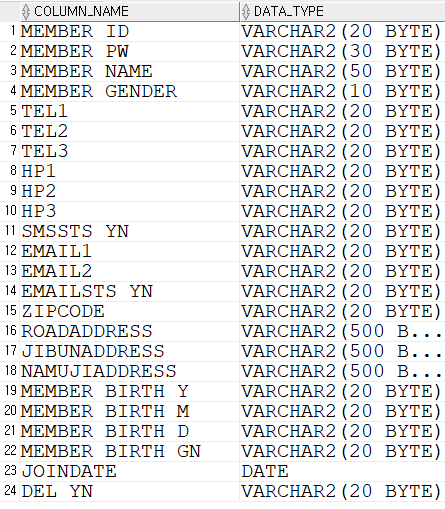 COLUMN_NAME DATA_TYPE
1 MEMBER ID VARCHAR2(20 BYTE)
2 MEMBER PW VARCHAR2(30 BYTE)
3 MEMBER NAME VARCHAR2(50 BYTE)
4 MEMBER GENDER VARCHAR2(10 BYTE)
5 TEL1 VARCHAR2(20 BYTE)
6 TEL2 VARCHAR2(20 BYTE)
7 TEL3 VARCHAR2(20 BYTE)
8 HP1 VARCHAR2(20 BYTE)
9 HP2 VARCHAR2(20 BYTE)
10 HP3 VARCHAR2(20 BYTE)
11 SMSSTS YN VARCHAR2(20 BYTE)
12 EMAIL1 VARCHAR2(20 BYTE)
13 EMAIL2 VARCHAR2(20 BYTE)
14 EMAILSTS YN VARCHAR2(20 BYTE)
15 ZIPCODE VARCHAR2(20 BYTE)
16 ROADADDRESS VARCHAR2(500 B...
17 JIBUNADDRESS VARCHAR2(500 B...
18 NAMUJIADDRESS VARCHAR2(500 B...
19 MEMBER BIRTH Y VARCHAR2(20 BYTE)
20 MEMBER BIRTH M VARCHAR2(20 BYTE)
21 MEMBER BIRTH D VARCHAR2(20 BYTE)
22 MEMBER BIRTH GN VARCHAR2(20 BYTE)
23 JOINDATE DATE
24 DEL YN VARCHAR2(20 BYTE)